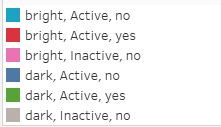 bright, Active, no
bright, Active, yes
bright, Inactive, no
dark, Active, no
dark, Active, yes
dark, Inactive, no